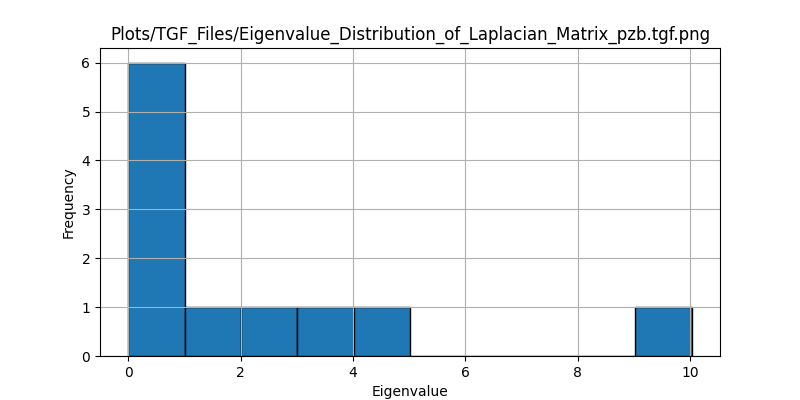 Plots/TGF_Files/Eigenvalue_Distribution_of_Laplacian_Matrix_pzb.tgf.png
6
5
4
3
2
1
0
Frequency
0 2 4 6 8 10
Eigenvalue